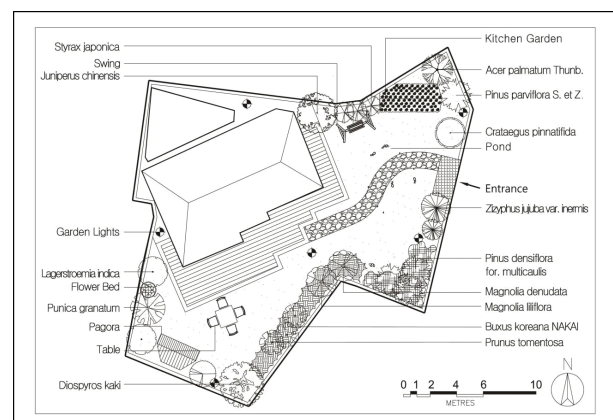 Styrax japonica
Swing
Juniperus chinensis
Garden Lights
Lagerstroemia indica
Flower Bed
Punica granatum
Pagora
Table
Diospyros kaki
Kitchen Garden
Acer palmatum Thunb.
Pinus parviflora S. et Z.
Crataegus pinnatifida
Pond
Entrance
Zizyphus jujuba var. inermis
Pinus densiflora
for. multicaulis
Magnolia denudata
Magnolia liliflora
Buxus koreana NAKAI
Prunus tomentosa
0 1 2 4 6 10
METRES
N